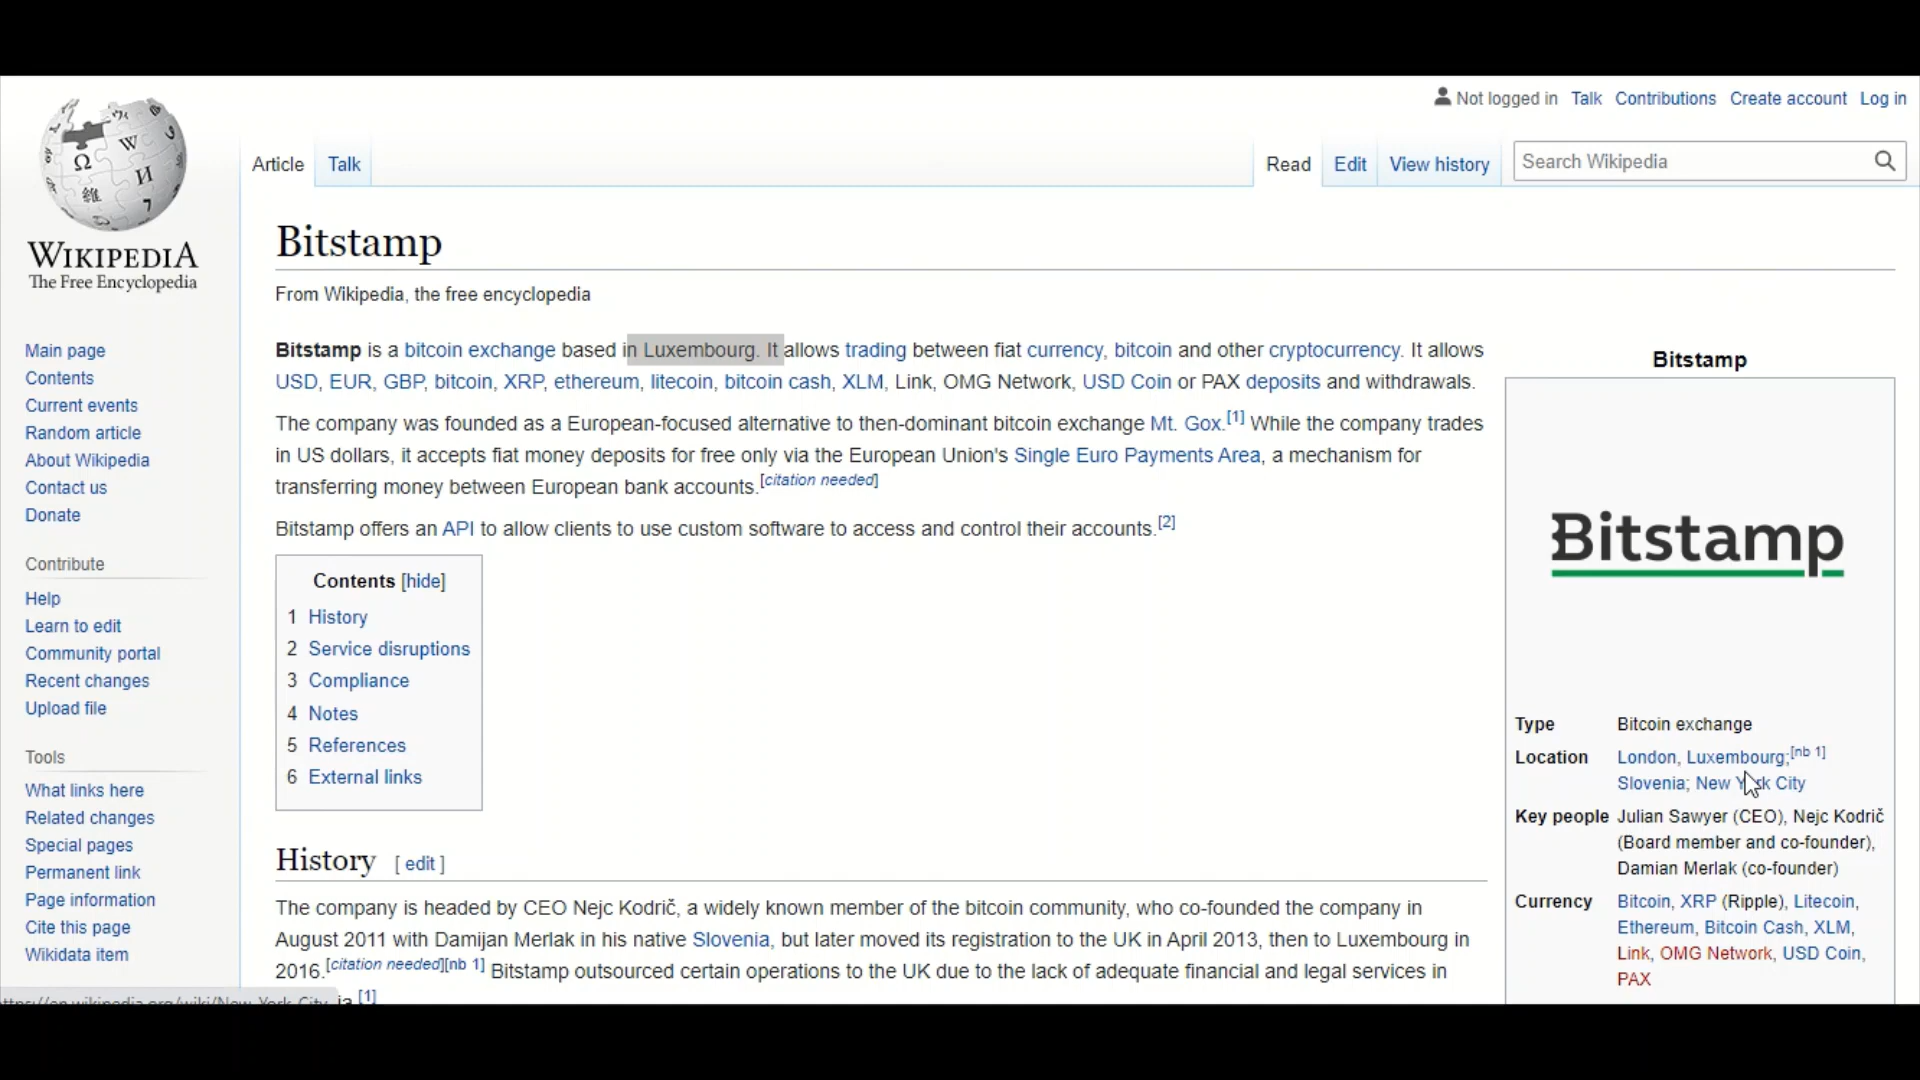 Not logged in Talk Contributions Create account Log in
Article Talk Read Edit View history Search Wikipedia
WIKIPEDIA
The Free Encyclopedia
Main page
Contents
Current events
Random article
About Wikipedia
Contact us
Donate
Contribute
Help
Learn to edit
Community portal
Recent changes
Upload file
Tools
What links here
Related changes
Special pages
Permanent link
Page information
Cite this page
Wikidata item
Bitstamp
From Wikipedia, the free encyclopedia
Bitstamp is a bitcoin exchange based in Luxembourg. It allows trading between fiat currency, bitcoin and other cryptocurrency. It allows
USD, EUR, GBP, bitcoin, XRP, ethereum, litecoin, bitcoin cash, XLM, Link, OMG Network, USD Coin or PAX deposits and withdrawals.
The company was founded as a European-focused alternative to then-dominant bitcoin exchange Mt. Gox.[1] While the company trades
in US dollars, it accepts fiat money deposits for free only via the European Union's Single Euro Payments Area, a mechanism for
transferring money between European bank accounts.[citation needed]
Bitstamp offers an API to allow clients to use custom software to access and control their accounts.[2]
Contents [hide]
1 History
2 Service disruptions
3 Compliance
4 Notes
5 References
6 External links
History [ edit ]
The company is headed by CEO Nejc Kodrič, a widely known member of the bitcoin community, who co-founded the company in
August 2011 with Damijan Merlak in his native Slovenia, but later moved its registration to the UK in April 2013, then to Luxembourg in
2016.[citation needed][nb 1] Bitstamp outsourced certain operations to the UK due to the lack of adequate financial and legal services in
[1]
Bitstamp
Bitstamp
Type Bitcoin exchange
Location London, Luxembourg;[nb 1]
Slovenia; New York City
Key people Julian Sawyer (CEO), Nejc Kodrič
(Board member and co-founder),
Damian Merlak (co-founder)
Currency Bitcoin, XRP (Ripple), Litecoin,
Ethereum, Bitcoin Cash, XLM,
Link, OMG Network, USD Coin,
PAX